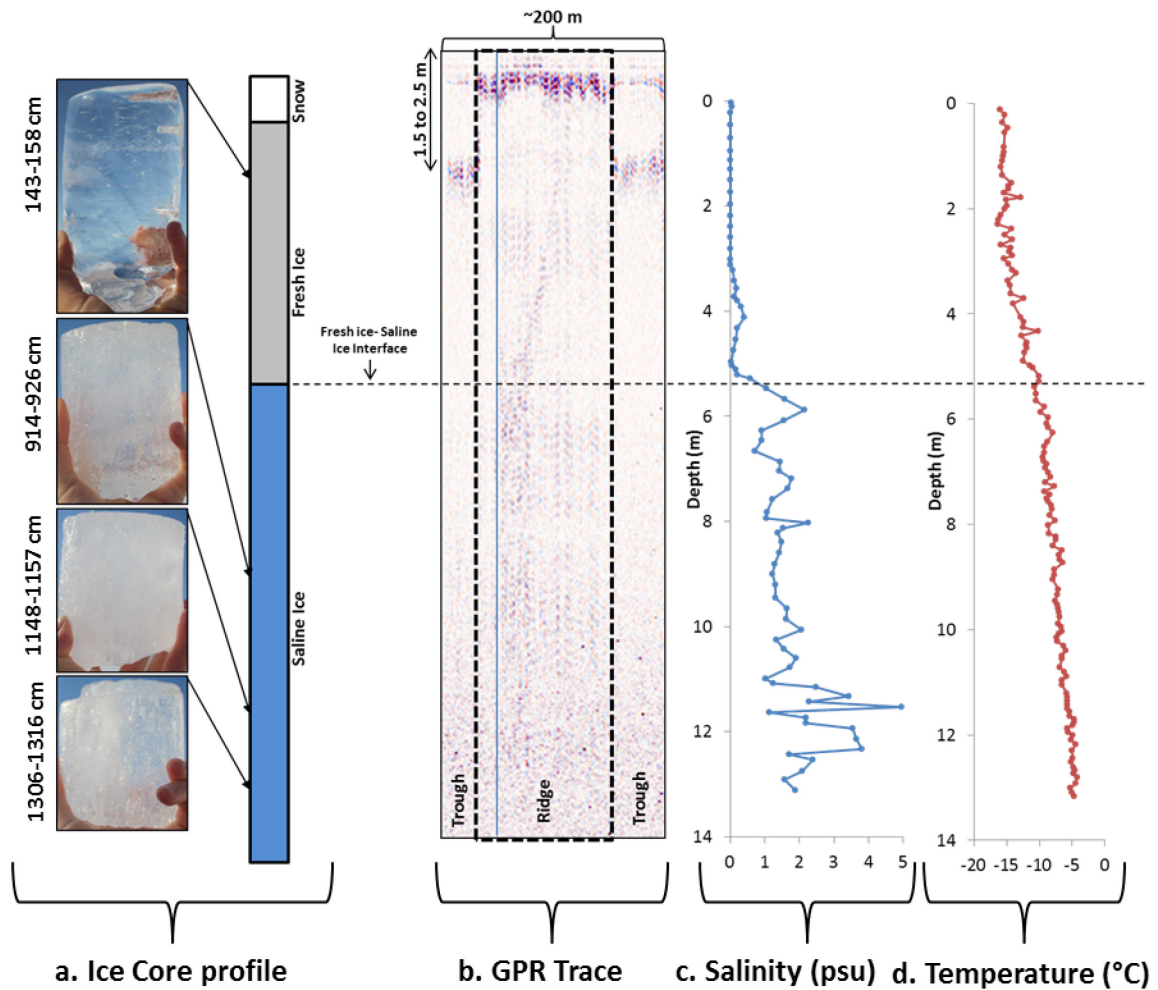 ~200 m
143-158 cm
914-926 cm
1148-1157 cm
1306-1316 cm
Snow
Fresh Ice
Saline Ice
Fresh ice- Saline
Ice Interface
1.5 to 2.5 m
Trough
Ridge
Trough
0
2
4
6
8
10
12
14
Depth (m)
0
1
2
3
4
5
0
2
4
6
8
10
12
14
Depth (m)
-20
-15
-10
-5
0
a. Ice Core profile
b. GPR Trace
c. Salinity (psu)
d. Temperature (°C)